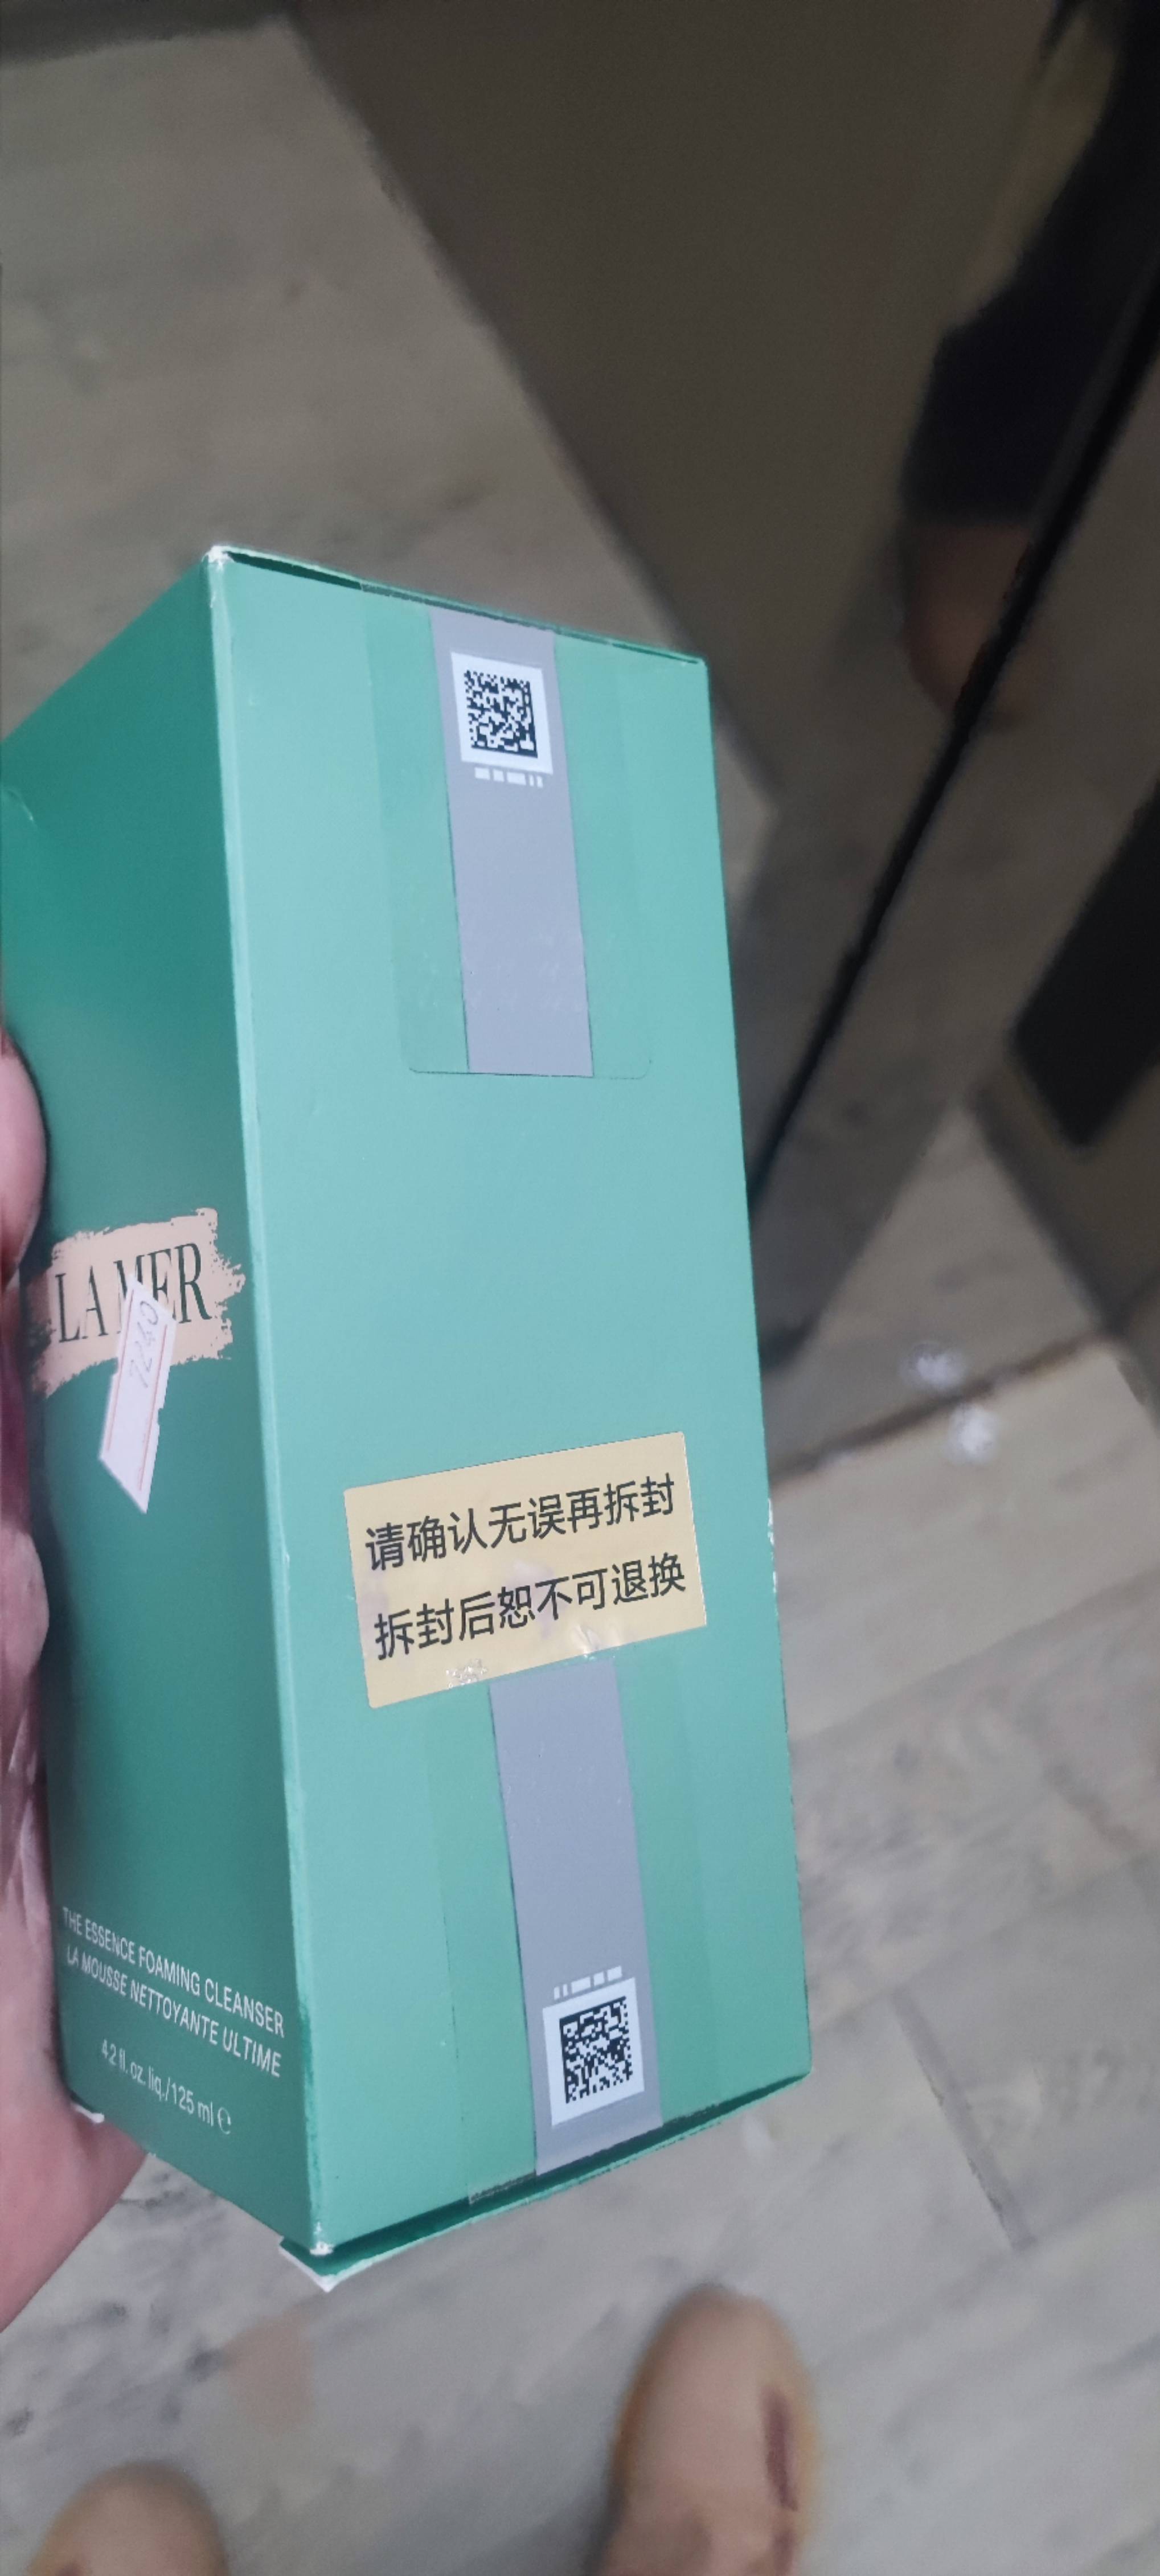 LA MER
请确认无误再拆封
拆封后恕不可退换
THE ESSENCE FOAMING CLEANSER
LA MOUSSE NETTOYANTE ULTIME
4.2 fl. oz. liq./125 ml ℮